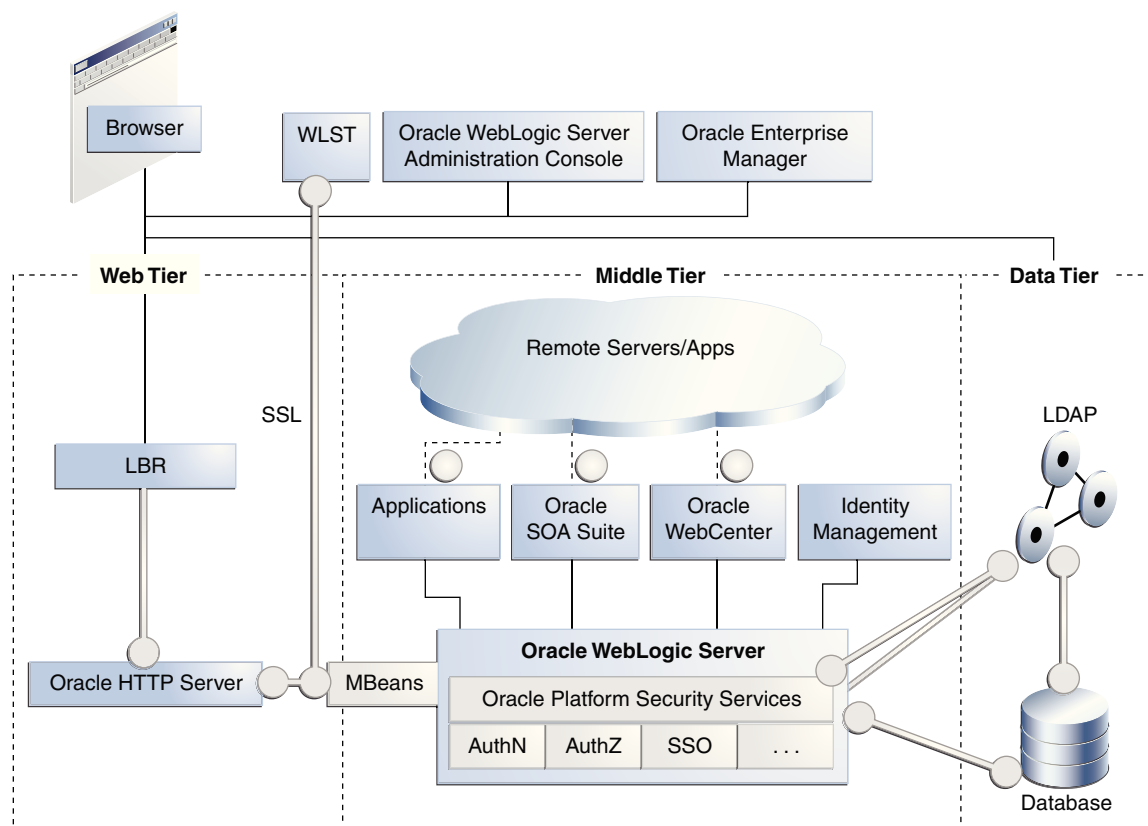 Browser
WLST
Oracle WebLogic Server
Administration Console
Oracle Enterprise
Manager
Web Tier
Middle Tier
Data Tier
Remote Servers/Apps
SSL
LDAP
LBR
Applications
Oracle
SOA Suite
Oracle
WebCenter
Identity
Management
Oracle WebLogic Server
Oracle HTTP Server
MBeans
Oracle Platform Security Services
AuthN
AuthZ
SSO
. . .
Database